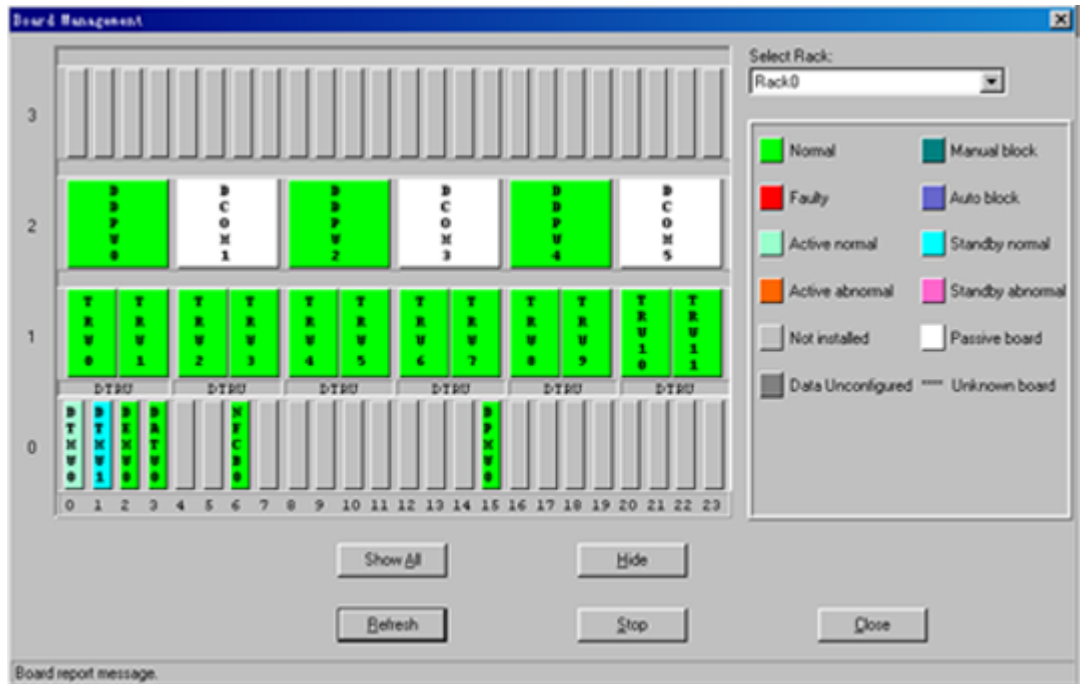 Board Management
Select Rack:
Rack0
3
Normal
Manual block
Faulty
Auto block
2
DDPU0
DCOM1
DDPU2
DCOM3
DDPU4
DCOM5
Active normal
Standby normal
Active abnormal
Standby abnormal
1
TRU0
TRU1
TRU2
TRU3
TRU4
TRU5
TRU6
TRU7
TRU8
TRU9
TRU10
TRU11
Not installed
Passive board
DTRU DTRU DTRU DTRU DTRU DTRU
Data Unconfigured
Unknown board
0
DTMU0
DTMU1
DEMU0
DATU0
NFCB0
DPMU0
0 1 2 3 4 5 6 7 8 9 10 11 12 13 14 15 16 17 18 19 20 21 22 23
Show All
Hide
Refresh
Stop
Close
Board report message.